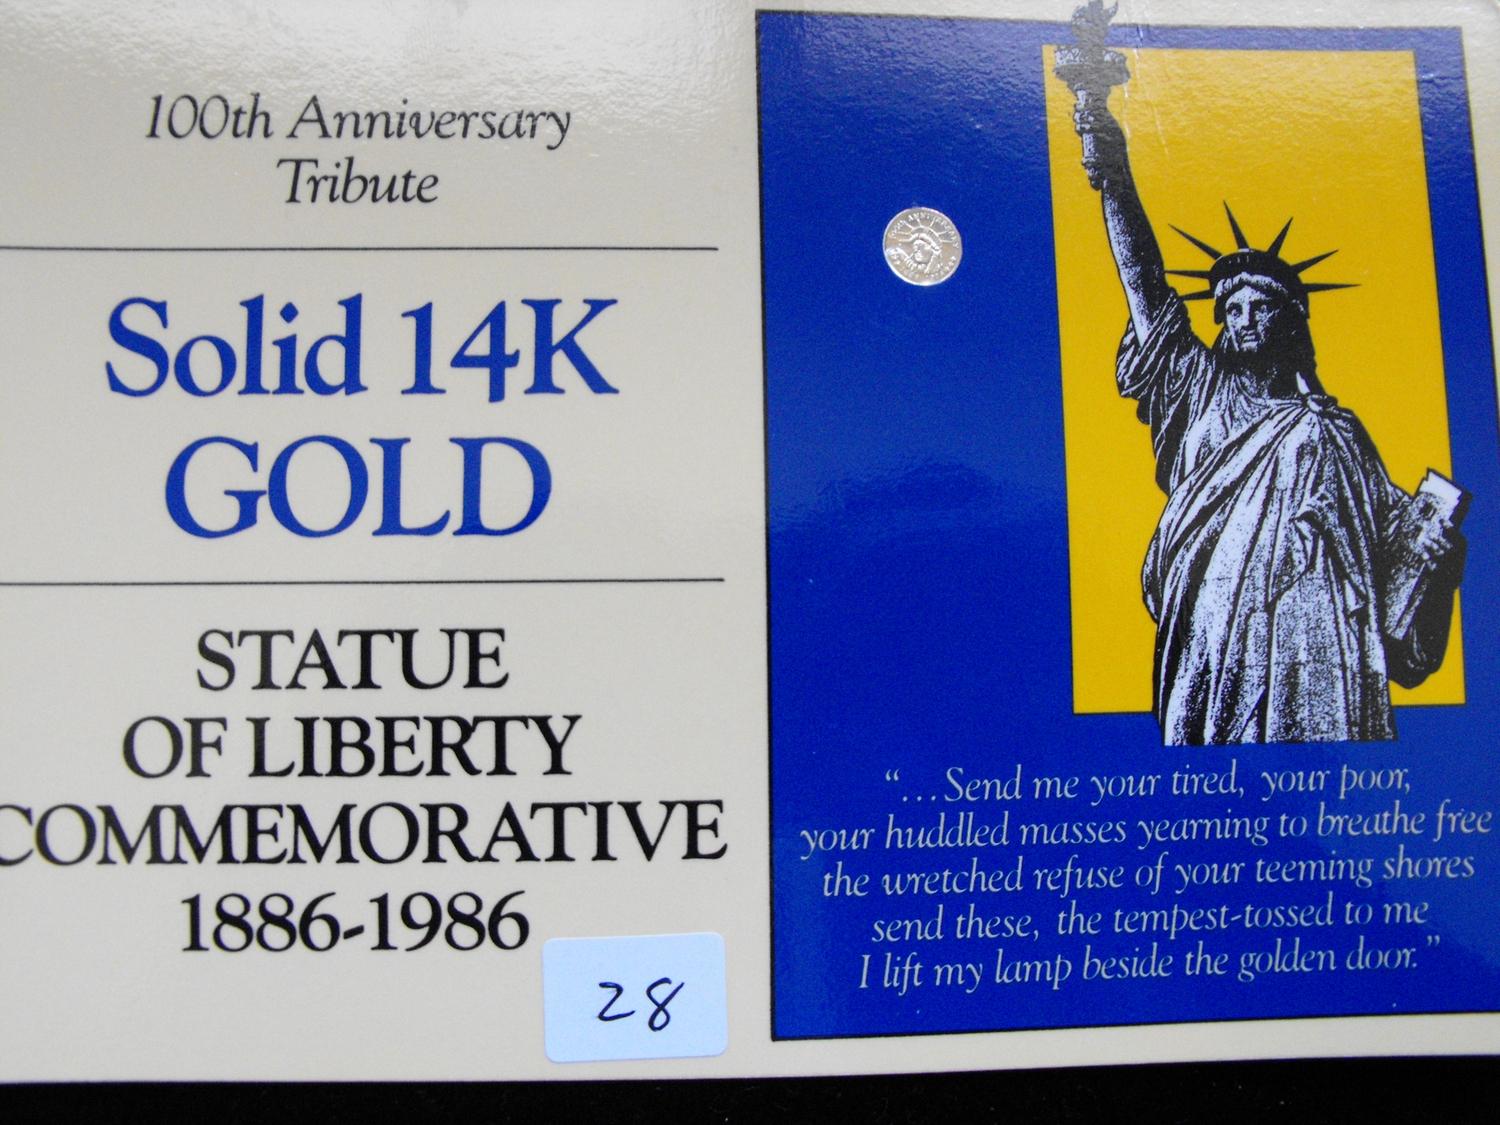 100th Anniversary
Tribute
Solid 14K
GOLD
STATUE
OF LIBERTY
COMMEMORATIVE
1886-1986
28
“...Send me your tired, your poor,
your huddled masses yearning to breathe free
the wretched refuse of your teeming shores
send these, the tempest-tossed to me
I lift my lamp beside the golden door.”